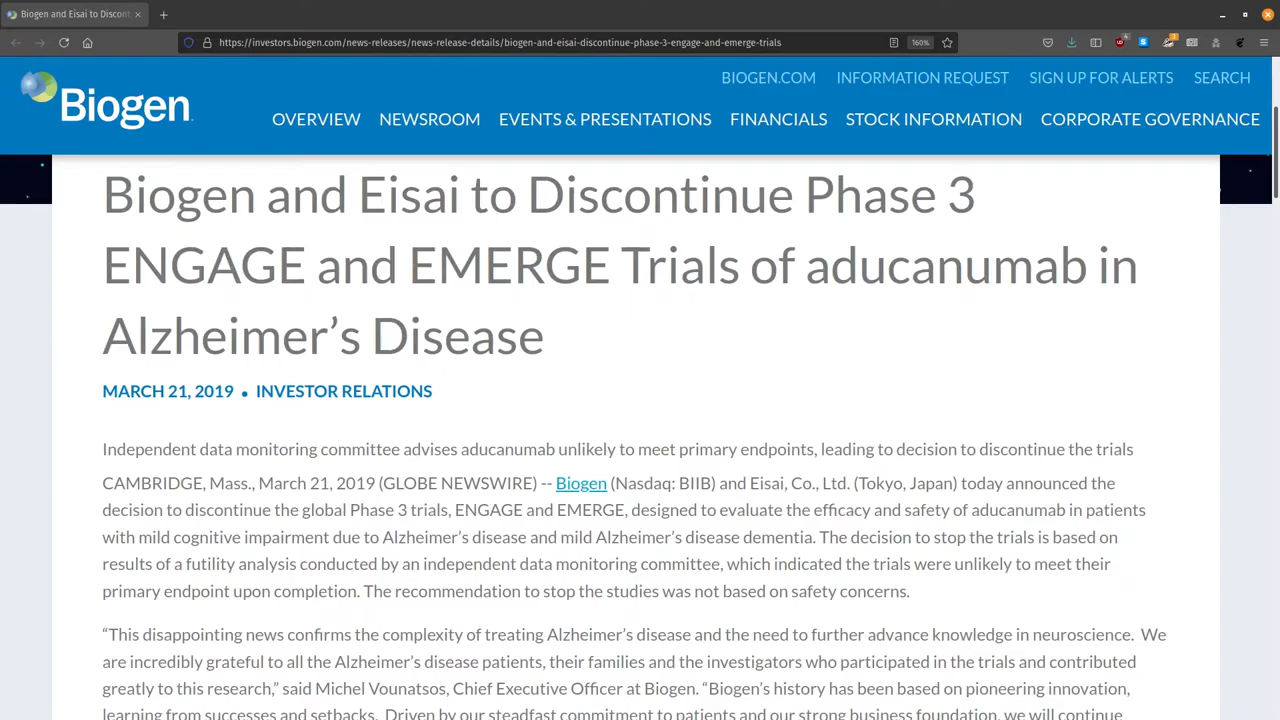 Biogen and Eisai to Discont
https://investors.biogen.com/news-releases/news-release-details/biogen-and-eisai-discontinue-phase-3-engage-and-emerge-trials
160%
BIOGEN.COM INFORMATION REQUEST SIGN UP FOR ALERTS SEARCH
Biogen
OVERVIEW NEWSROOM EVENTS & PRESENTATIONS FINANCIALS STOCK INFORMATION CORPORATE GOVERNANCE
Biogen and Eisai to Discontinue Phase 3
ENGAGE and EMERGE Trials of aducanumab in
Alzheimer’s Disease
MARCH 21, 2019 • INVESTOR RELATIONS
Independent data monitoring committee advises aducanumab unlikely to meet primary endpoints, leading to decision to discontinue the trials
CAMBRIDGE, Mass., March 21, 2019 (GLOBE NEWSWIRE) -- Biogen (Nasdaq: BIIB) and Eisai, Co., Ltd. (Tokyo, Japan) today announced the
decision to discontinue the global Phase 3 trials, ENGAGE and EMERGE, designed to evaluate the efficacy and safety of aducanumab in patients
with mild cognitive impairment due to Alzheimer’s disease and mild Alzheimer’s disease dementia. The decision to stop the trials is based on
results of a futility analysis conducted by an independent data monitoring committee, which indicated the trials were unlikely to meet their
primary endpoint upon completion. The recommendation to stop the studies was not based on safety concerns.
“This disappointing news confirms the complexity of treating Alzheimer’s disease and the need to further advance knowledge in neuroscience. We
are incredibly grateful to all the Alzheimer’s disease patients, their families and the investigators who participated in the trials and contributed
greatly to this research,” said Michel Vounatsos, Chief Executive Officer at Biogen. “Biogen’s history has been based on pioneering innovation,
learning from successes and setbacks. Driven by our steadfast commitment to patients and our strong business foundation, we will continue